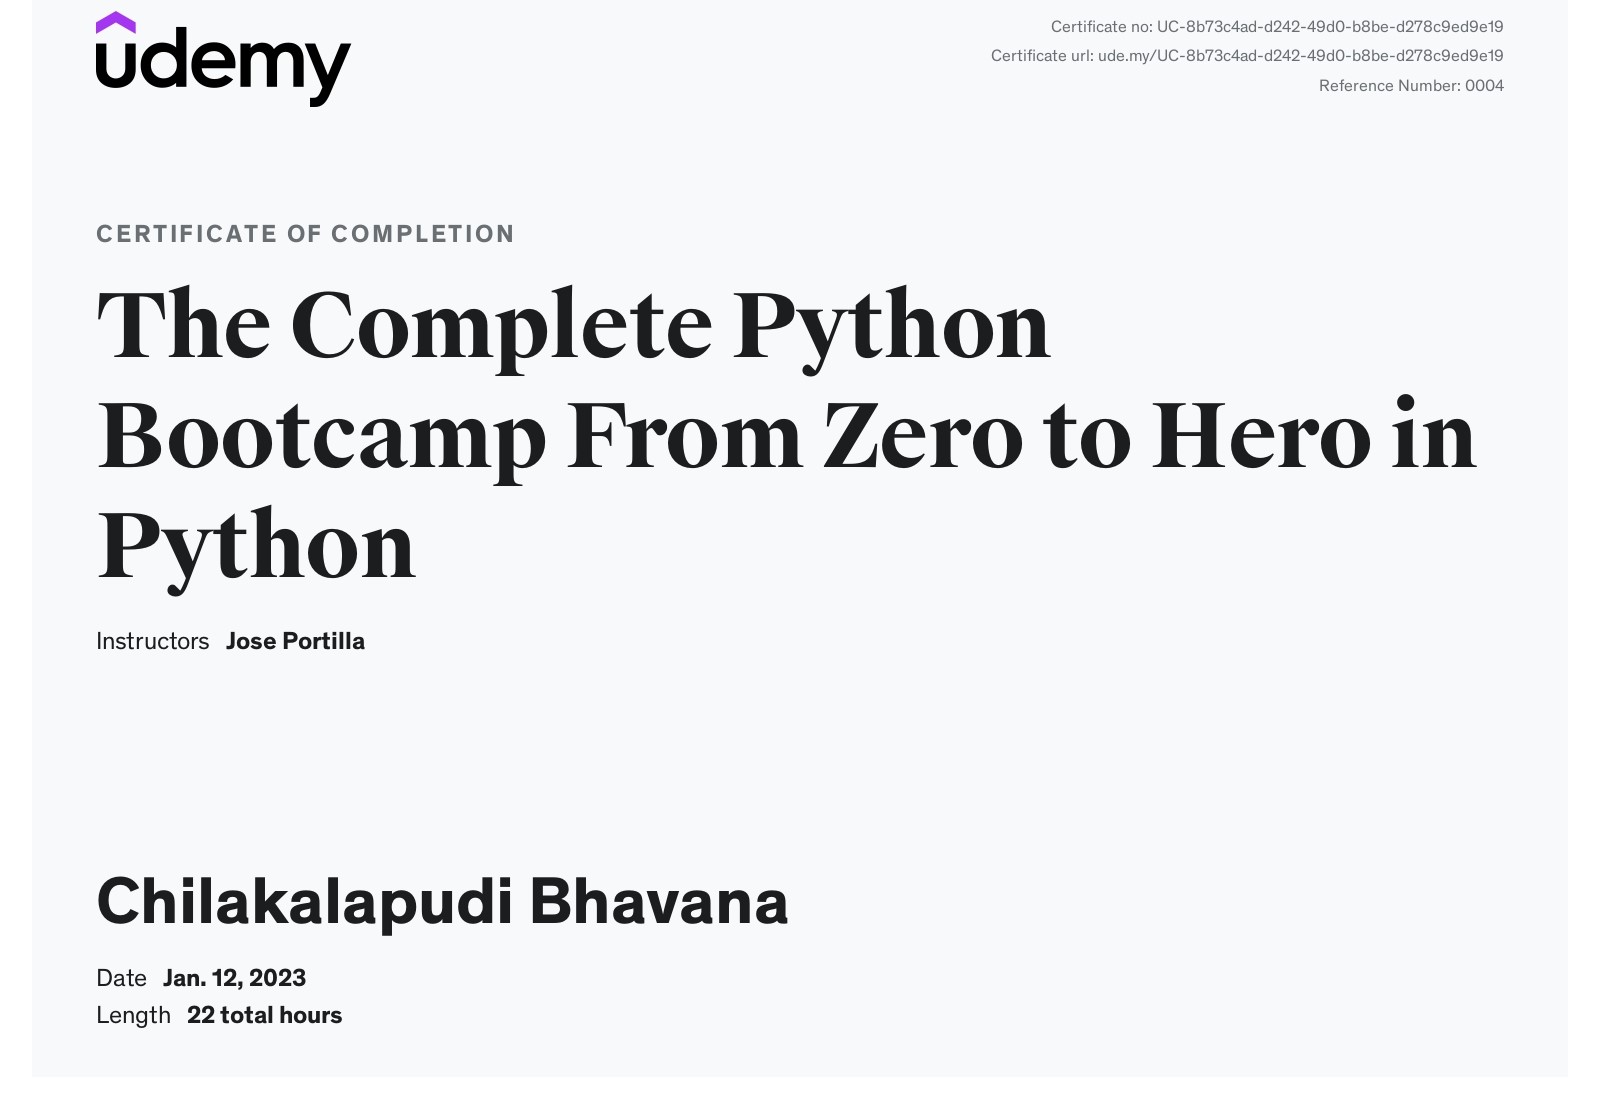 udemy
Certificate no: UC-8b73c4ad-d242-49d0-b8be-d278c9ed9e19
Certificate url: ude.my/UC-8b73c4ad-d242-49d0-b8be-d278c9ed9e19
Reference Number: 0004
CERTIFICATE OF COMPLETION
The Complete Python
Bootcamp From Zero to Hero in
Python
Instructors Jose Portilla
Chilakalapudi Bhavana
Date Jan. 12, 2023
Length 22 total hours